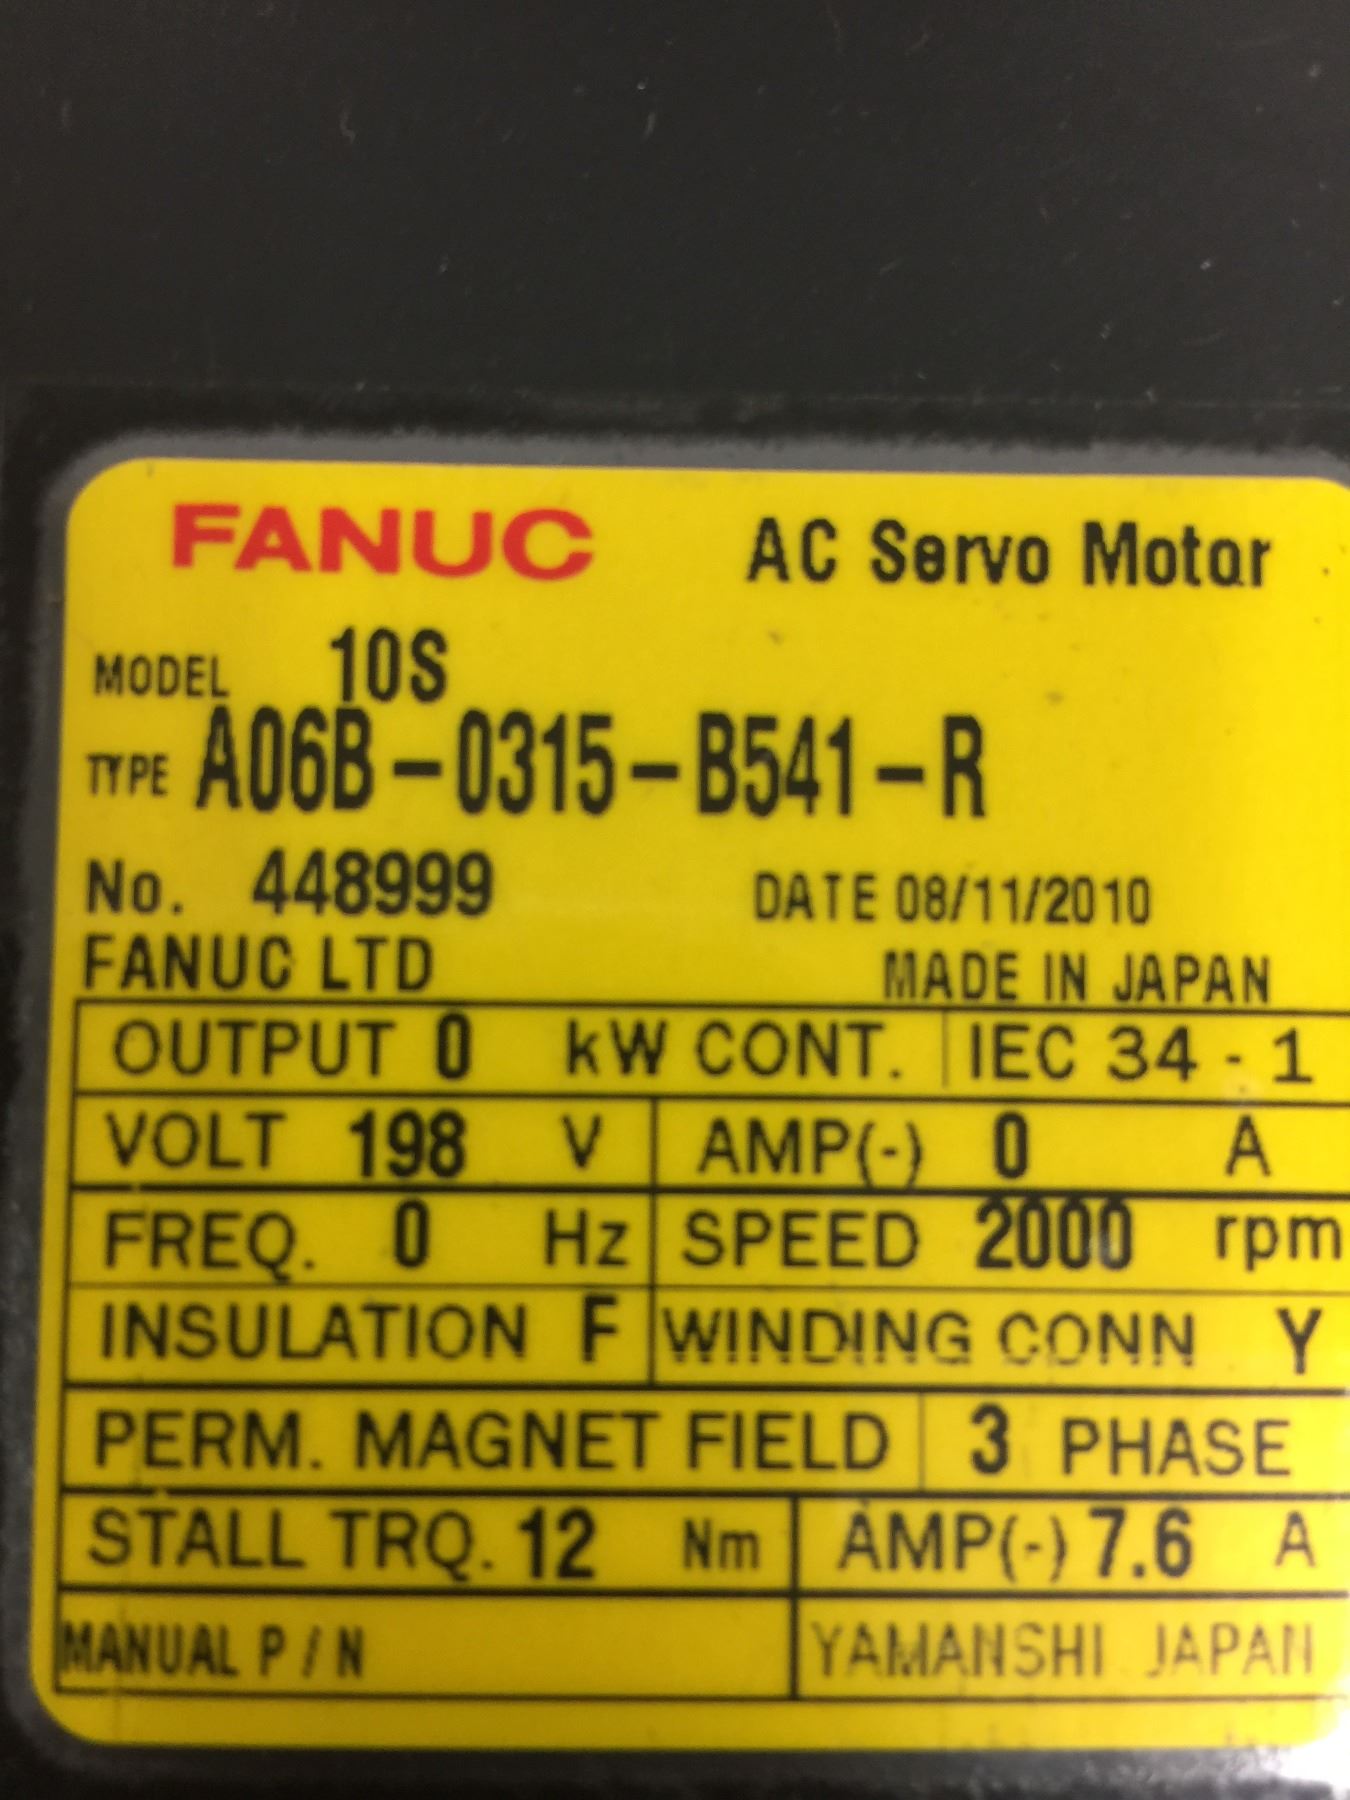 FANUC AC Servo Motor
MODEL 10S
TYPE A06B-0315-B541-R
No. 448999 DATE 08/11/2010
FANUC LTD MADE IN JAPAN
OUTPUT 0 kW CONT. IEC 34-1
VOLT 198 V AMP(-) 0 A
FREQ. 0 Hz SPEED 2000 rpm
INSULATION F WINDING CONN Y
PERM. MAGNET FIELD 3 PHASE
STALL TRQ. 12 Nm AMP(-) 7.6 A
MANUAL P/N YAMANSHI JAPAN